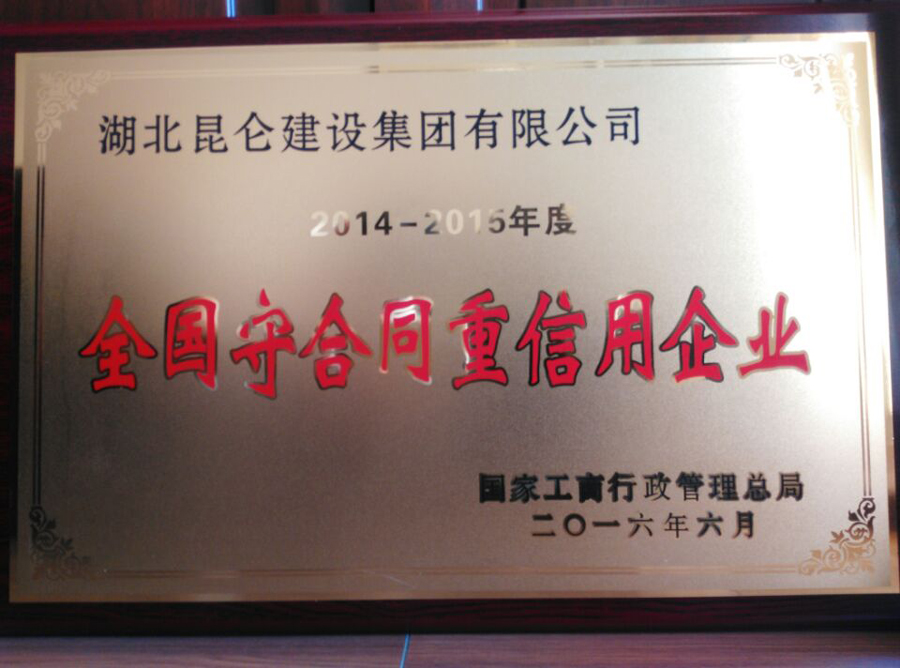 湖北昆仑建设集团有限公司
2014-2015年度
全国守合同重信用企业
国家工商行政管理总局
二〇一六年六月